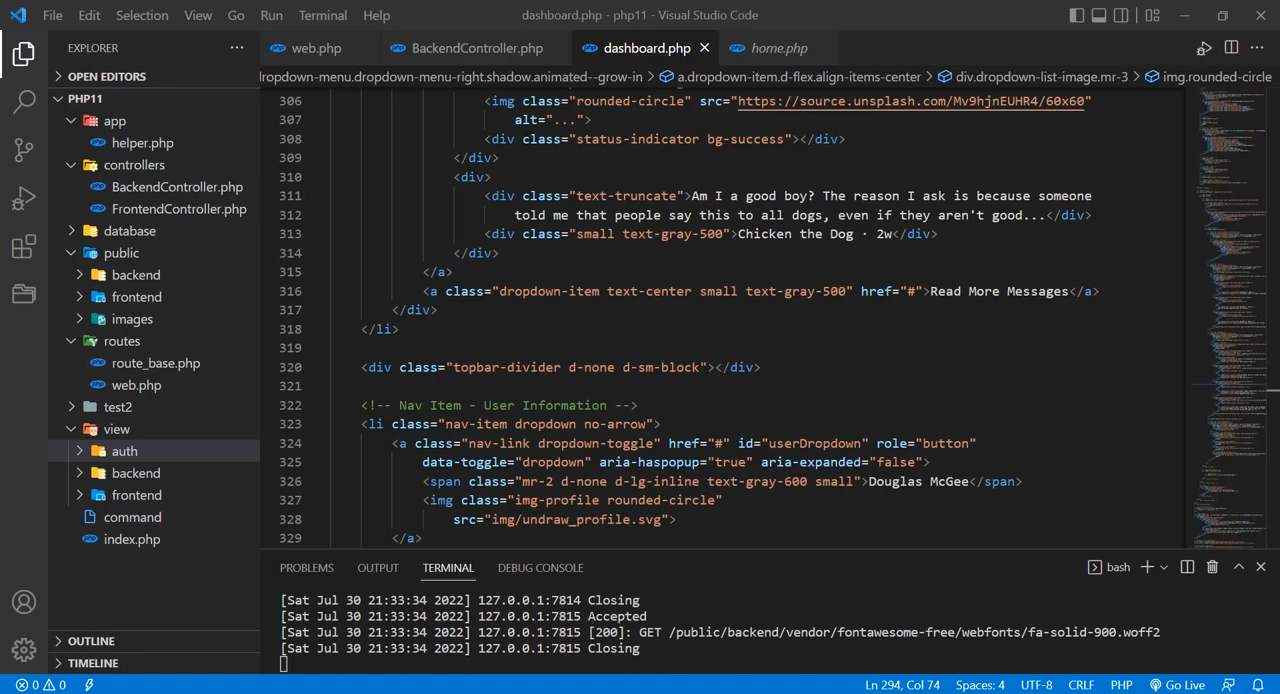 File Edit Selection View Go Run Terminal Help dashboard.php - php11 - Visual Studio Code
EXPLORER
OPEN EDITORS
PHP11
app
helper.php
controllers
BackendController.php
FrontendController.php
database
public
backend
frontend
images
routes
route_base.php
web.php
test2
view
auth
backend
frontend
command
index.php
OUTLINE
TIMELINE
web.php BackendController.php dashboard.php home.php
ropdown-menu.dropdown-menu-right.shadow.animated--grow-in > a.dropdown-item.d-flex.align-items-center > div.dropdown-list-image.mr-3 > img.rounded-circle
306 <img class="rounded-circle" src="https://source.unsplash.com/Mv9hjnEUHR4/60x60"
307 alt="...">
308 <div class="status-indicator bg-success"></div>
309 </div>
310 <div>
311 <div class="text-truncate">Am I a good boy? The reason I ask is because someone
312 told me that people say this to all dogs, even if they aren't good...</div>
313 <div class="small text-gray-500">Chicken the Dog · 2w</div>
314 </div>
315 </a>
316 <a class="dropdown-item text-center small text-gray-500" href="#">Read More Messages</a>
317 </div>
318 </li>
319
320 <div class="topbar-divider d-none d-sm-block"></div>
321
322 <!-- Nav Item - User Information -->
323 <li class="nav-item dropdown no-arrow">
324 <a class="nav-link dropdown-toggle" href="#" id="userDropdown" role="button"
325 data-toggle="dropdown" aria-haspopup="true" aria-expanded="false">
326 <span class="mr-2 d-none d-lg-inline text-gray-600 small">Douglas McGee</span>
327 <img class="img-profile rounded-circle"
328 src="img/undraw_profile.svg">
329 </a>
PROBLEMS OUTPUT TERMINAL DEBUG CONSOLE bash
[Sat Jul 30 21:33:34 2022] 127.0.0.1:7814 Closing
[Sat Jul 30 21:33:34 2022] 127.0.0.1:7815 Accepted
[Sat Jul 30 21:33:34 2022] 127.0.0.1:7815 [200]: GET /public/backend/vendor/fontawesome-free/webfonts/fa-solid-900.woff2
[Sat Jul 30 21:33:34 2022] 127.0.0.1:7815 Closing
0 0 Ln 294, Col 74 Spaces: 4 UTF-8 CRLF PHP Go Live